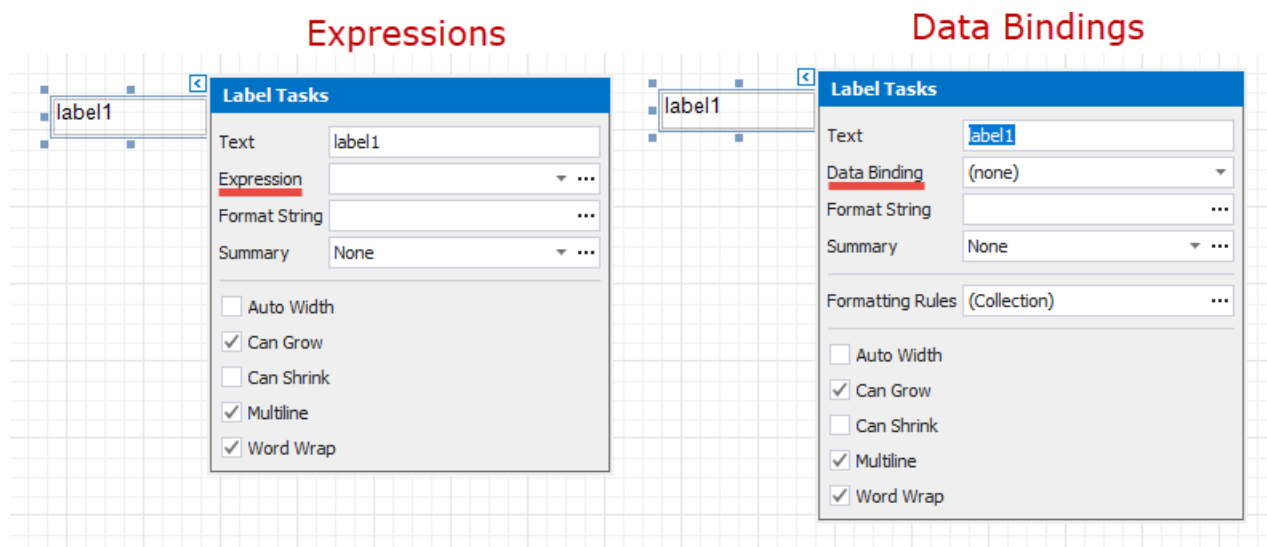 Expressions
label1
Label Tasks
Text label1
Expression
Format String
Summary None
Auto Width
Can Grow
Can Shrink
Multiline
Word Wrap
Data Bindings
label1
Label Tasks
Text label1
Data Binding (none)
Format String
Summary None
Formatting Rules (Collection)
Auto Width
Can Grow
Can Shrink
Multiline
Word Wrap